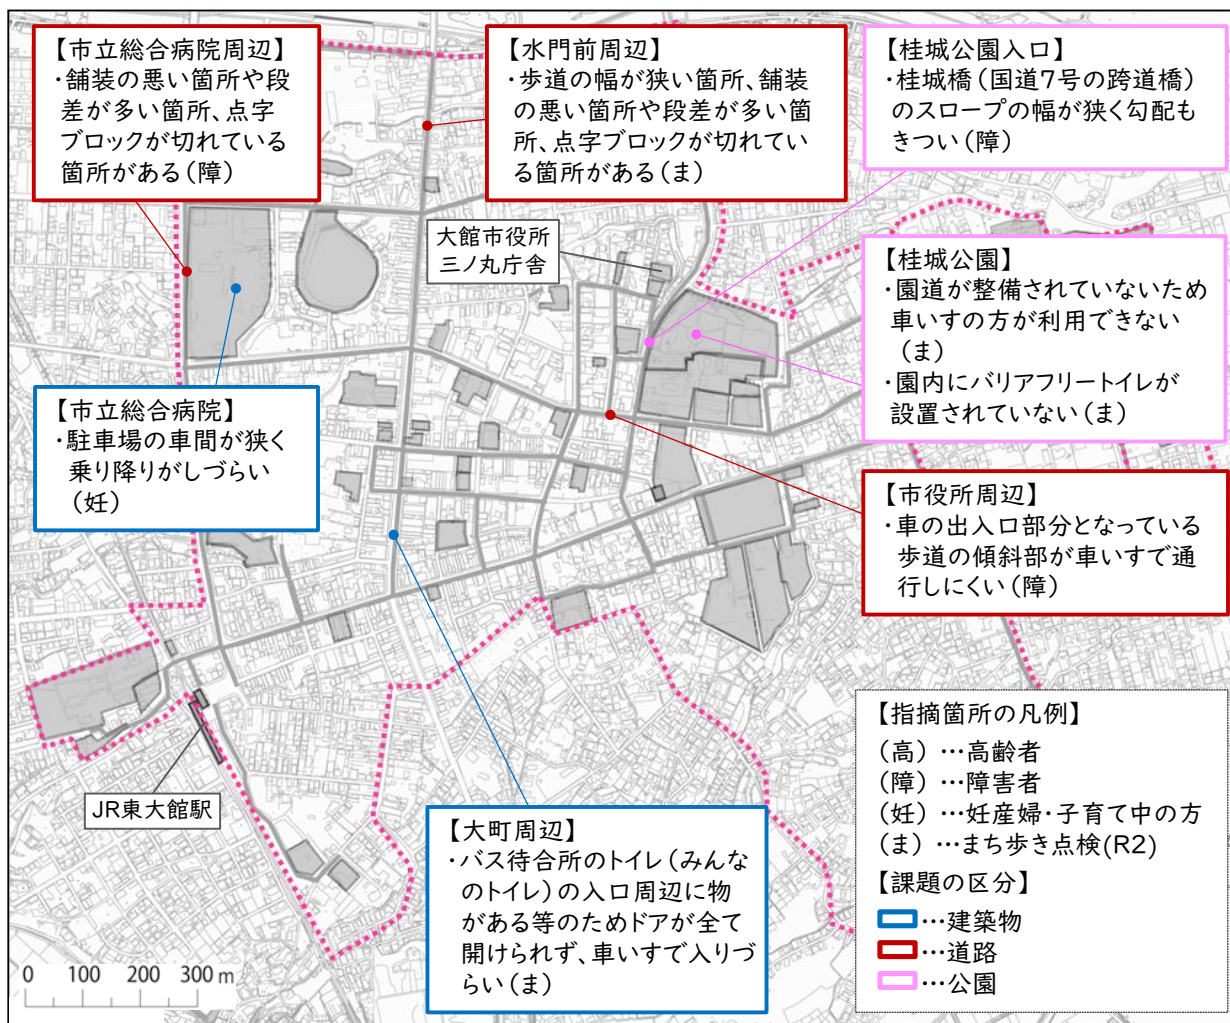 【市立総合病院周辺】
・舗装の悪い箇所や段
差が多い箇所、点字
ブロックが切れている
箇所がある（障）
【水門前周辺】
・歩道の幅が狭い箇所、舗装
の悪い箇所や段差が多い箇
所、点字ブロックが切れてい
る箇所がある（ま）
【桂城公園入口】
・桂城橋（国道7号の跨道橋）
のスロープの幅が狭く勾配も
きつい（障）
大館市役所
三ノ丸庁舎
【桂城公園】
・園道が整備されていないため
車いすの方が利用できない
（ま）
・園内にバリアフリートイレが
設置されていない（ま）
【市立総合病院】
・駐車場の車間が狭く
乗り降りがしづらい
（妊）
【市役所周辺】
・車の出入口部分となっている
歩道の傾斜部が車いすで通
行しにくい（障）
JR東大館駅
【大町周辺】
・バス待合所のトイレ（みんな
のトイレ）の入口周辺に物
がある等のためドアが全て
開けられず、車いすで入りづ
らい（ま）
【指摘箇所の凡例】
（高）…高齢者
（障）…障害者
（妊）…妊産婦・子育て中の方
（ま）…まち歩き点検(R2)
【課題の区分】
…建築物
…道路
…公園
0 100 200 300 m